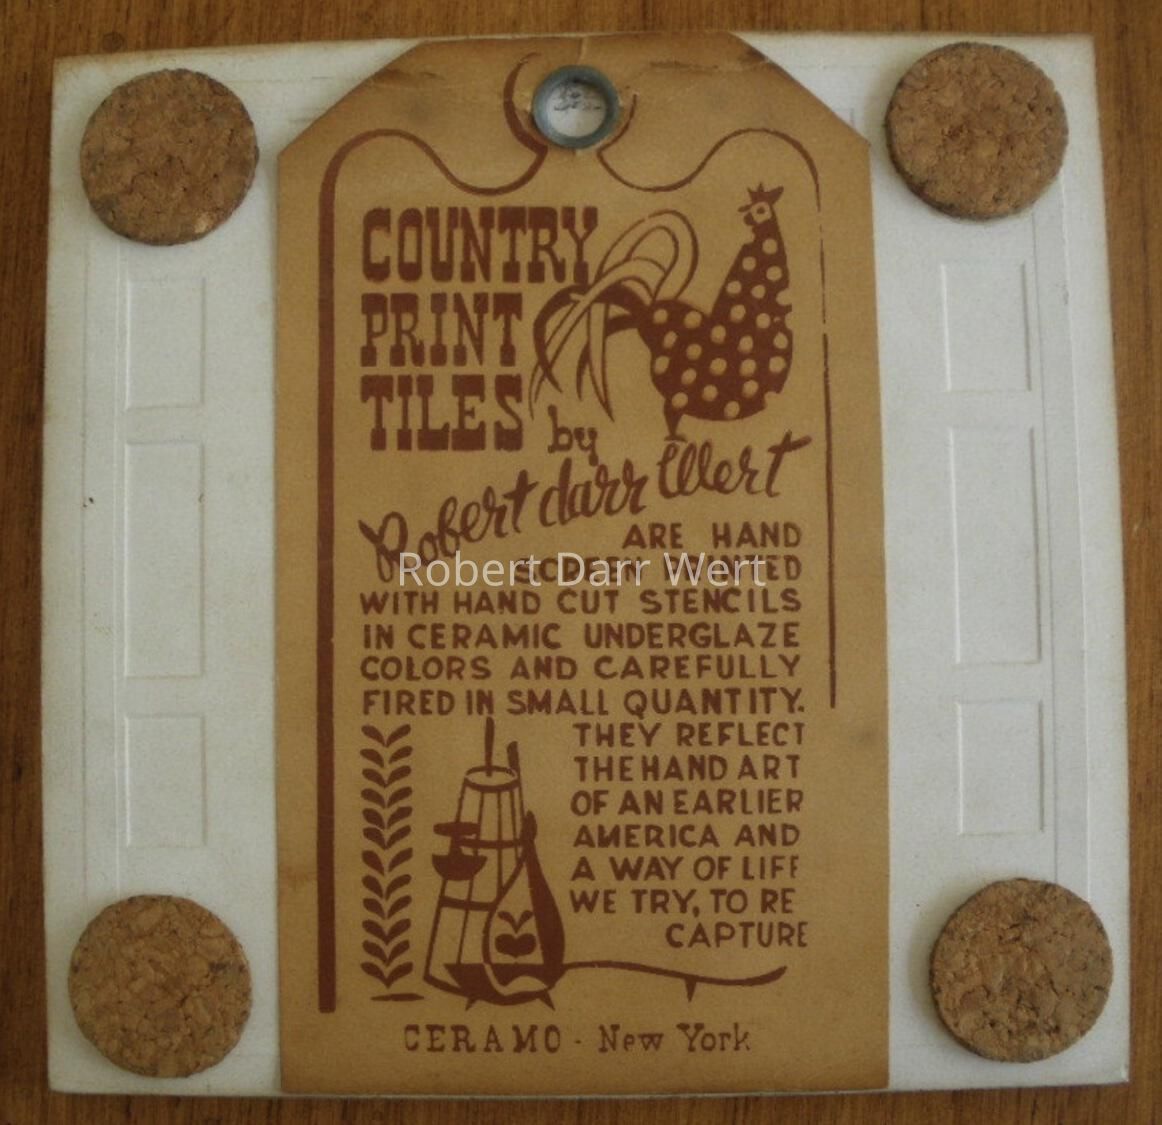 COUNTRY
PRINT
TILES by
Robert darr Wert
ARE HAND
SCREEN PRINTED
WITH HAND CUT STENCILS
IN CERAMIC UNDERGLAZE
COLORS AND CAREFULLY
FIRED IN SMALL QUANTITY.
THEY REFLECT
THE HAND ART
OF AN EARLIER
AMERICA AND
A WAY OF LIFE
WE TRY, TO RE
CAPTURE
CERAMO - New York
Robert Darr Wert